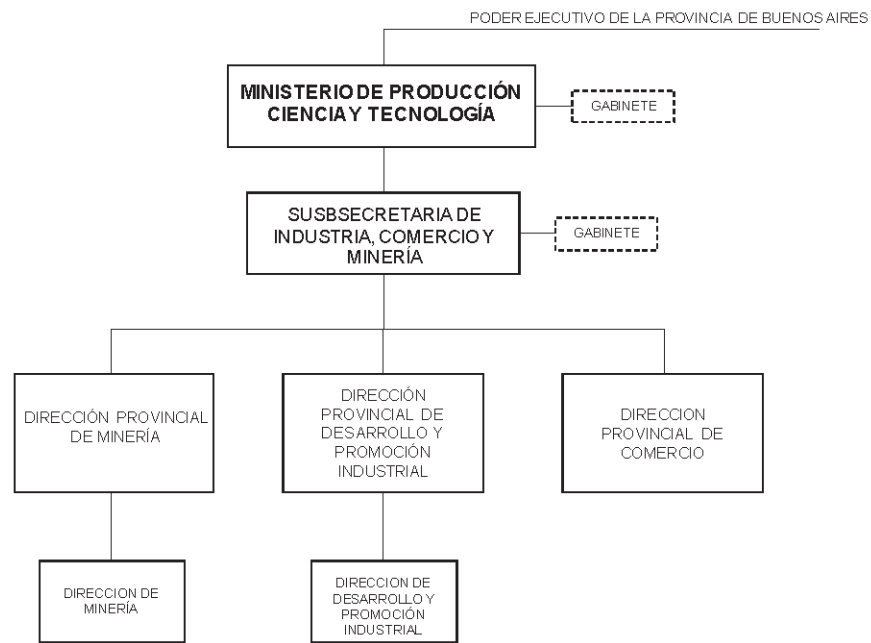 PODER EJECUTIVO DE LA PROVINCIA DE BUENOS AIRES
MINISTERIO DE PRODUCCIÓN
CIENCIA Y TECNOLOGÍA
GABINETE
SUSBSECRETARIA DE
INDUSTRIA, COMERCIO Y
MINERÍA
GABINETE
DIRECCIÓN PROVINCIAL
DE MINERÍA
DIRECCIÓN
PROVINCIAL DE
DESARROLLO Y
PROMOCIÓN
INDUSTRIAL
DIRECCION
PROVINCIAL DE
COMERCIO
DIRECCION DE
MINERÍA
DIRECCION DE
DESARROLLO Y
PROMOCIÓN
INDUSTRIAL